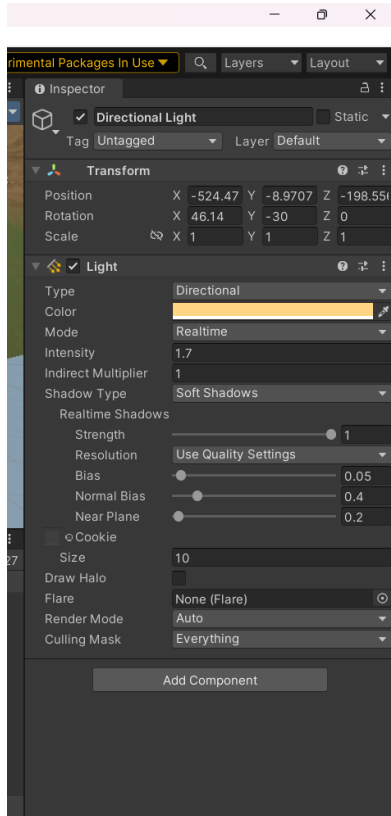 rimental Packages In Use Layers Layout
Inspector
Directional Light Static
Tag Untagged Layer Default
Transform
Position X -524.47 Y -8.9707 Z -198.556
Rotation X 46.14 Y -30 Z 0
Scale X 1 Y 1 Z 1
Light
Type Directional
Color
Mode Realtime
Intensity 1.7
Indirect Multiplier 1
Shadow Type Soft Shadows
Realtime Shadows
Strength 1
Resolution Use Quality Settings
Bias 0.05
Normal Bias 0.4
Near Plane 0.2
Cookie
27 Size 10
Draw Halo
Flare None (Flare)
Render Mode Auto
Culling Mask Everything
Add Component